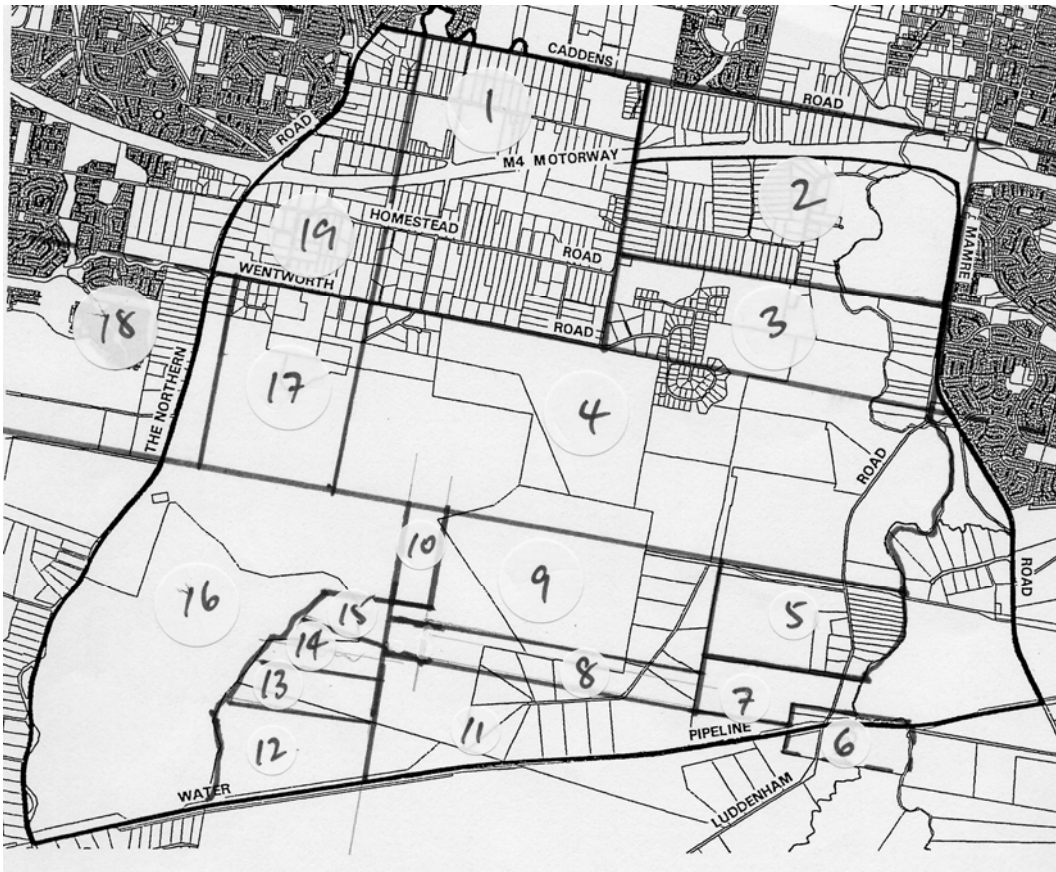 CADDENS
ROAD
1
ROAD
M4 MOTORWAY
2
MAMRE
HOMESTEAD
19
ROAD
WENTWORTH
ROAD
3
18
17
4
THE NORTHERN
ROAD
10
9
ROAD
16
15
5
14
8
13
7
11
12
PIPELINE
6
WATER
LUDDENHAM